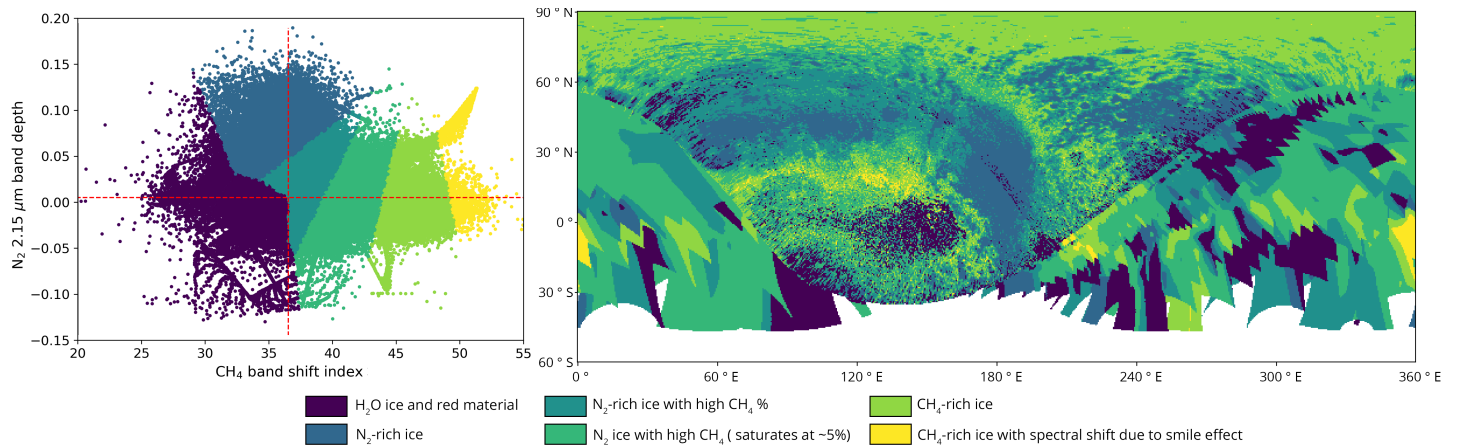 0.20
0.15
0.10
0.05
0.00
−0.05
−0.10
−0.15
N₂ 2.15 μm band depth
20 25 30 35 40 45 50 55
CH₄ band shift index
90 ° N
60 ° N
30 ° N
0 °
30 ° S
60 ° S
0 ° 60 ° E 120 ° E 180 ° E 240 ° E 300 ° E 360 ° E
H₂O ice and red material
N₂-rich ice
N₂-rich ice with high CH₄ %
N₂ ice with high CH₄ ( saturates at ~5%)
CH₄-rich ice
CH₄-rich ice with spectral shift due to smile effect